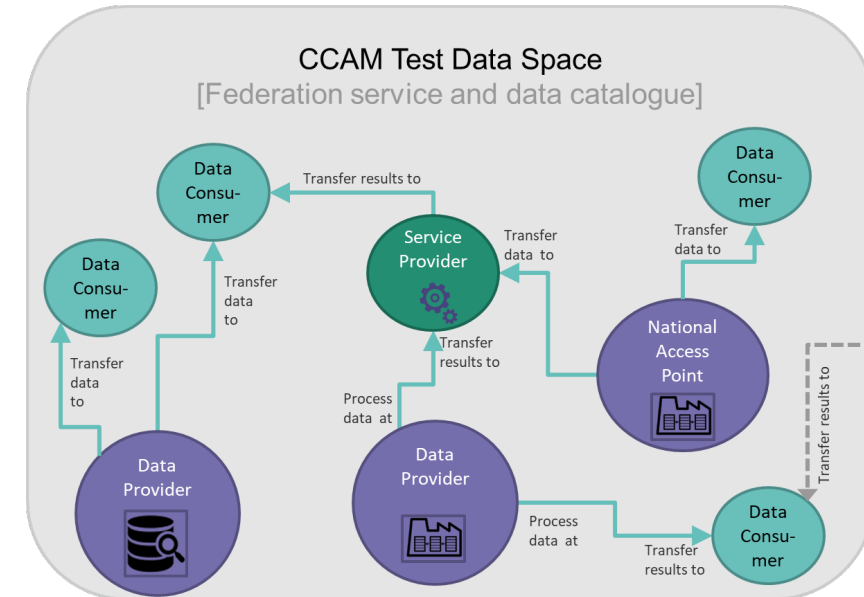 CCAM Test Data Space
[Federation service and data catalogue]
Data
Consu-
mer
Transfer results to
Data
Consu-
mer
Service
Provider
Transfer
data to
Transfer
data to
Data
Consu-
mer
Transfer
data
to
National
Access
Point
Transfer
data
to
Transfer
results to
Process
data at
Transfer results to
Data
Provider
Data
Provider
Process
data at
Transfer
results to
Data
Consu-
mer